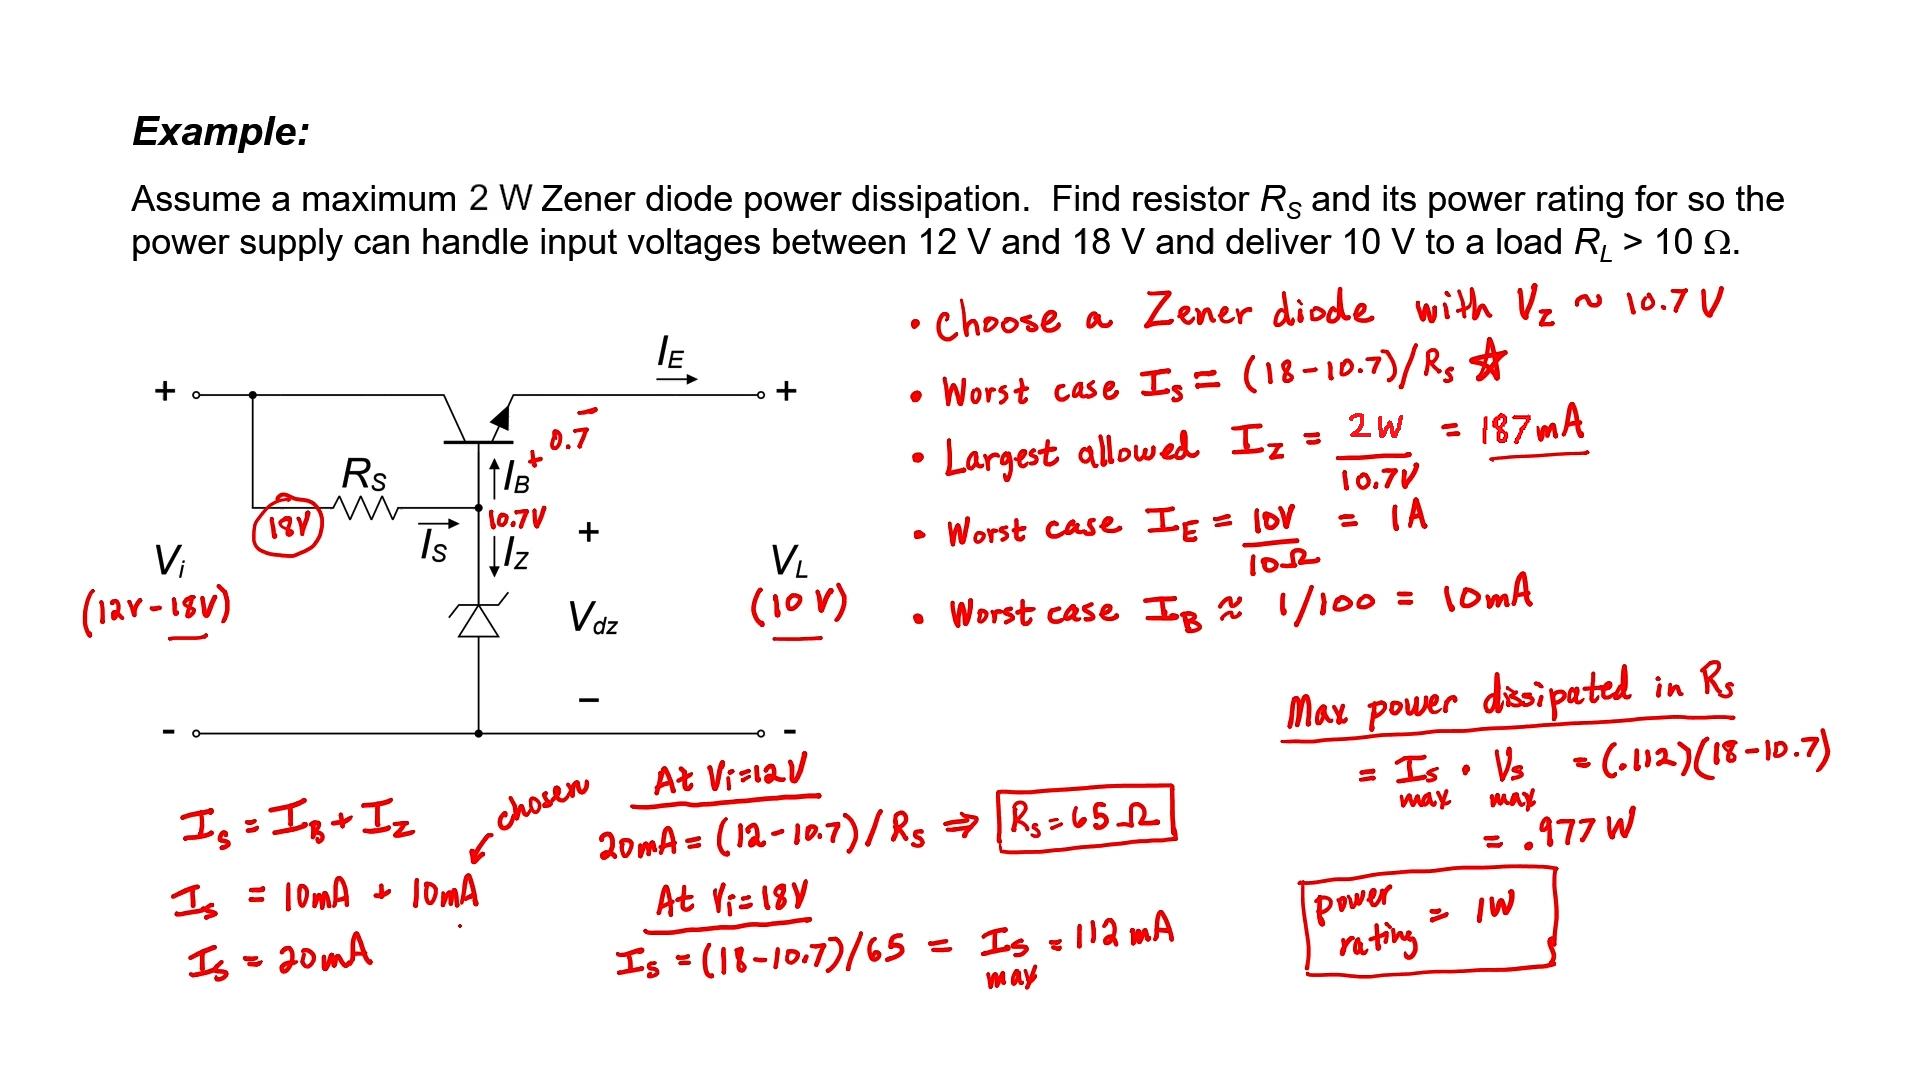 Example:
Assume a maximum 2 W Zener diode power dissipation. Find resistor RS and its power rating for so the
power supply can handle input voltages between 12 V and 18 V and deliver 10 V to a load RL > 10 Ω.
• Choose a Zener diode with Vz ~ 10.7 V
• Worst case Is = (18-10.7)/Rs ☆
• Largest allowed Iz = 2W / 10.7V = 187mA
• Worst case IE = 10V / 10Ω = 1A
• Worst case IB ≈ 1/100 = 10mA
IE
+ +
0.7 -
+
RS
IB
18V
10.7V
IS
IZ
+
Vi
VL
(12V-18V)
(10 V)
Vdz
–
- -
Is = IB + Iz
chosen
Is = 10mA + 10mA
Is = 20mA
At Vi=12V
20mA = (12-10.7)/Rs ⇒ Rs = 65Ω
At Vi=18V
Is = (18-10.7)/65 = Is max = 112 mA
Max power dissipated in Rs
= Is max • Vs max = (.112)(18-10.7)
= .977 W
power rating = 1W